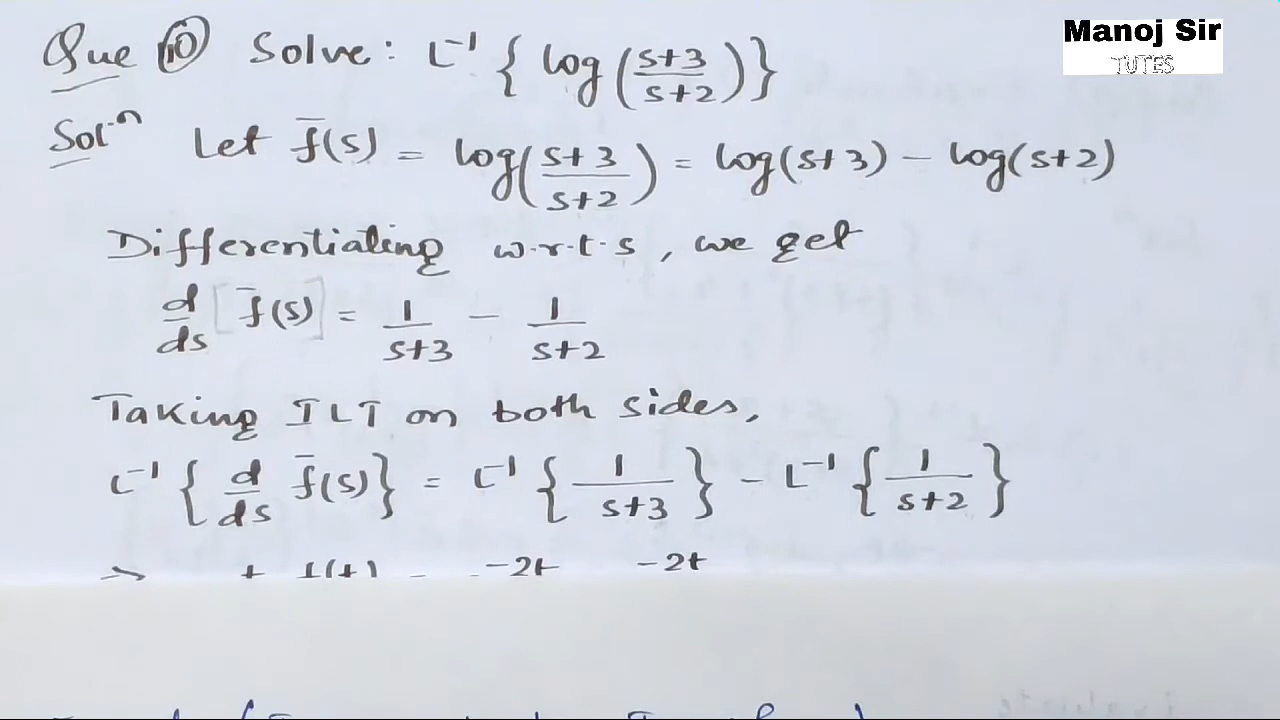 Que 10 Solve: L⁻¹ { log ( (s+3)/(s+2) ) }
Manoj Sir
TUTES
Solⁿ Let f̄(s) = log( (s+3)/(s+2) ) = log(s+3) − log(s+2)
Differentiating w.r.t.s, we get
d/ds [f̄(s)] = 1/(s+3) − 1/(s+2)
Taking ILT on both sides,
L⁻¹ { d/ds f̄(s) } = L⁻¹ { 1/(s+3) } − L⁻¹ { 1/(s+2) }